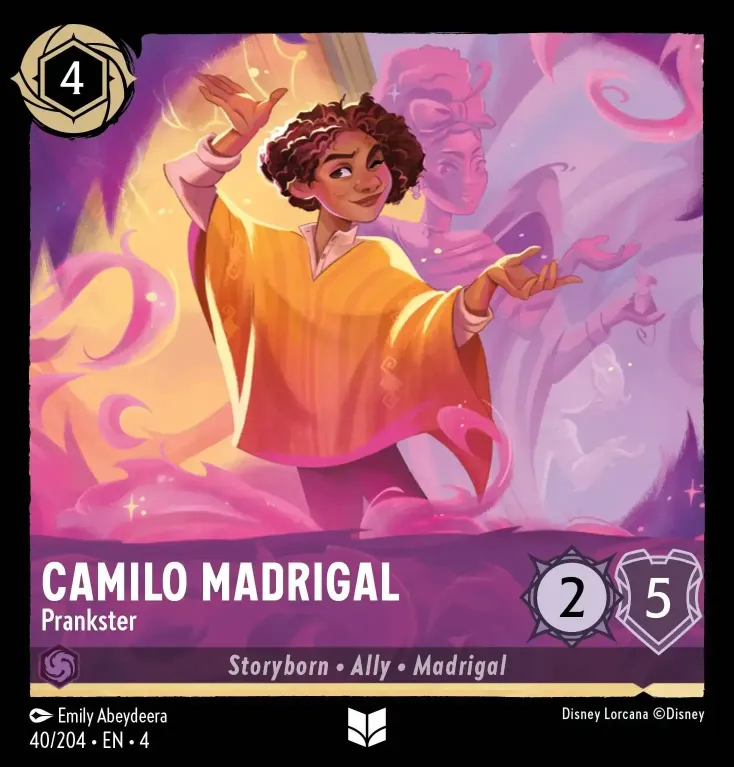 4
CAMILO MADRIGAL
Prankster
2 5
Storyborn • Ally • Madrigal
Emily Abeydeera
Disney Lorcana ©Disney
40/204 • EN • 4